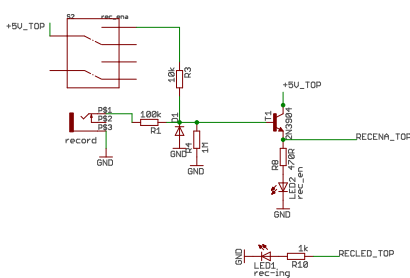 S2 rec_ena
+5V_TOP
10k
R3
+5V_TOP
T1
2N3904
PS1
PS2
PS3
100k
R1
D1
record
GND
GND
R4
1M
GND
RECENA_TOP
R8
470R
LED2
rec_en
GND
GND
LED1
rec-ing
1k
R10
RECLED_TOP